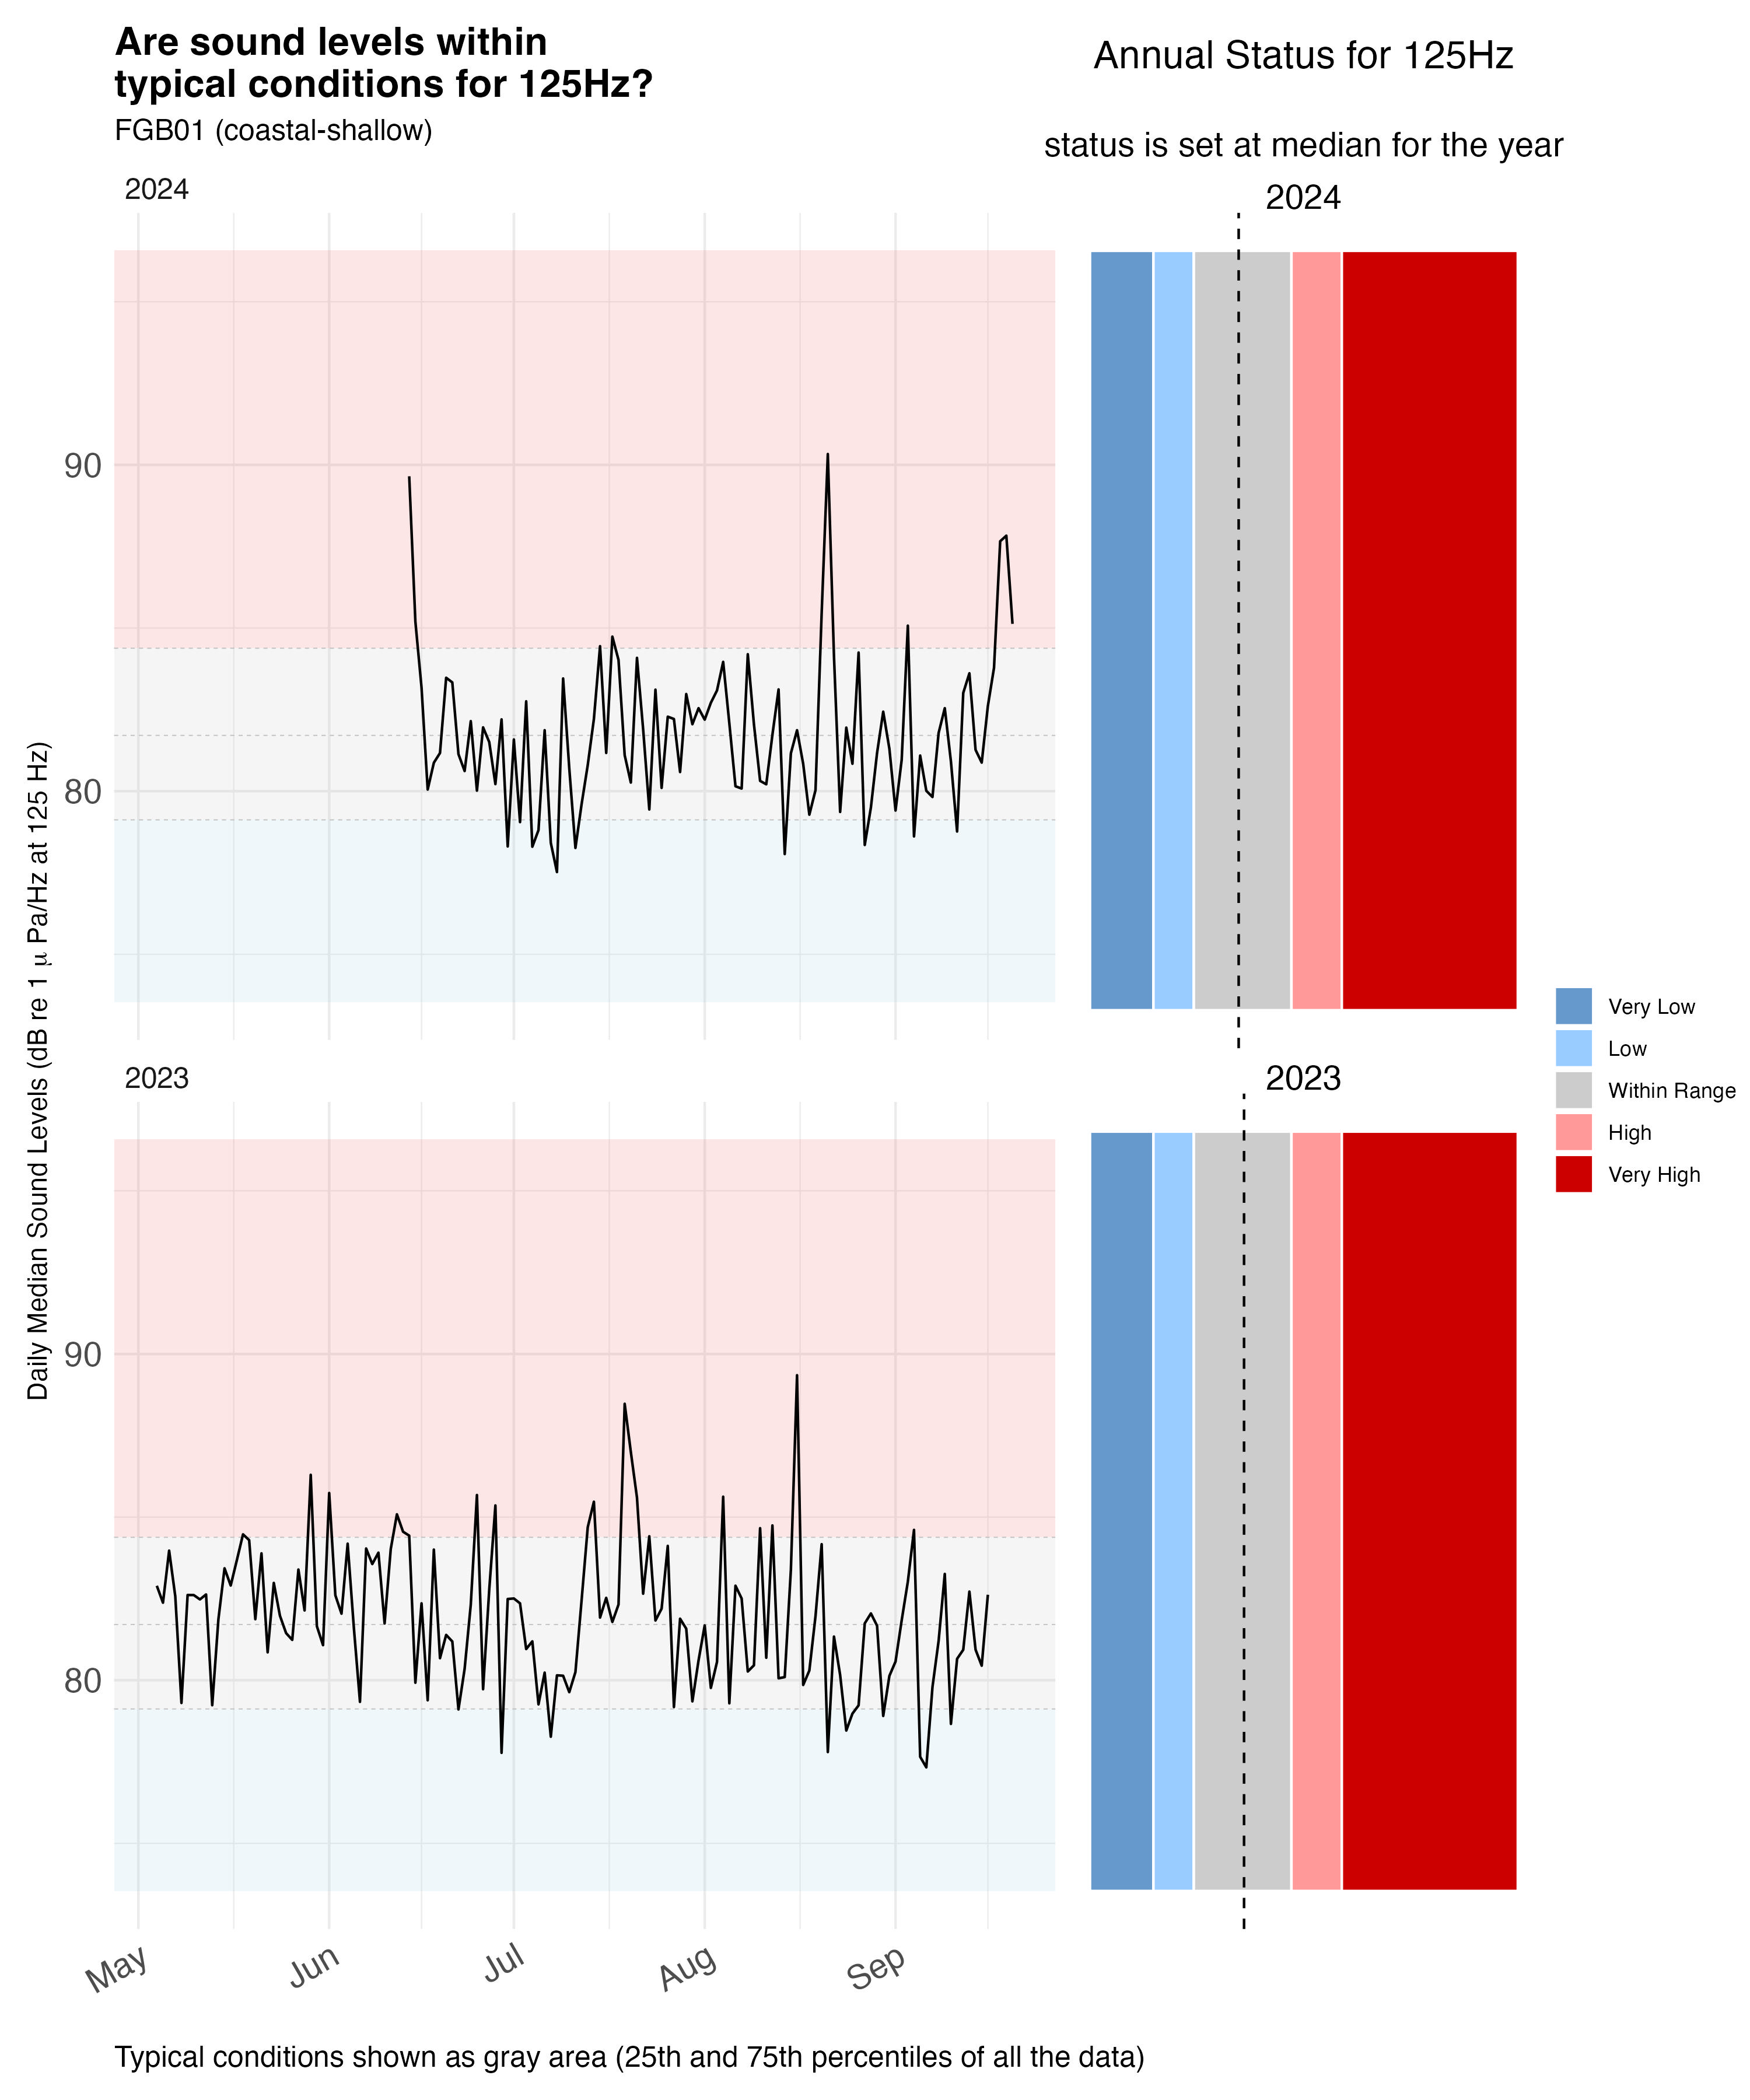 Are sound levels within
typical conditions for 125Hz?
FGB01 (coastal-shallow)
Annual Status for 125Hz
status is set at median for the year
2024
2024
90
80
Daily Median Sound Levels (dB re 1 μ Pa/Hz at 125 Hz)
Very Low
Low
Within Range
High
Very High
2023
2023
90
80
May
Jun
Jul
Aug
Sep
Typical conditions shown as gray area (25th and 75th percentiles of all the data)